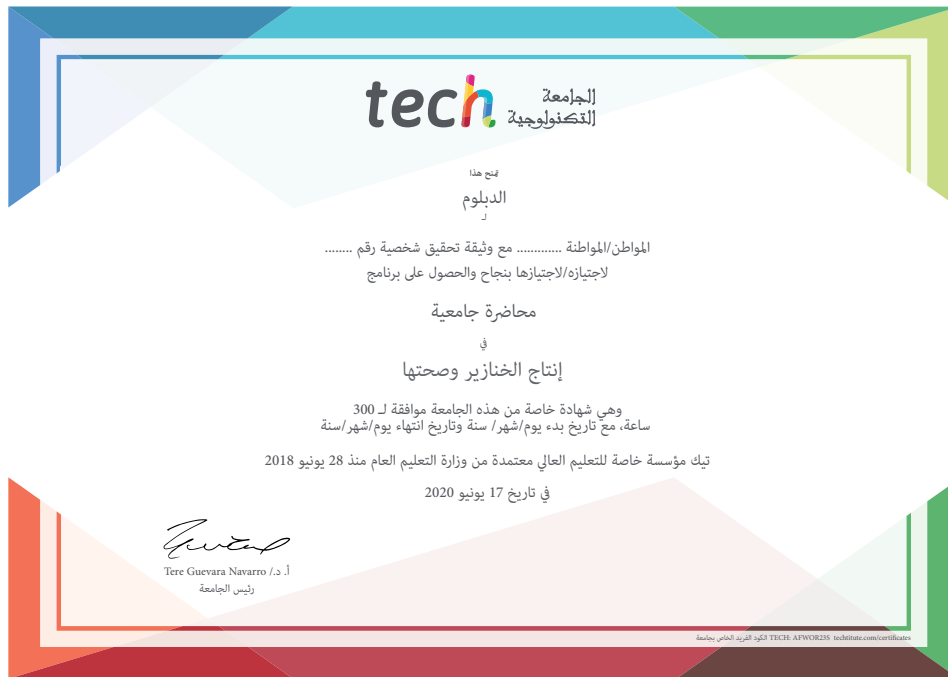 tech الجامعة
التكنولوجية
يمنح هذا
الدبلوم
لـ
المواطن/المواطنة ............. مع وثيقة تحقيق شخصية رقم ........
لاجتيازه/لاجتيازها بنجاح والحصول على برنامج
محاضرة جامعية
في
إنتاج الخنازير وصحتها
وهي شهادة خاصة من هذه الجامعة موافقة لـ 300
ساعة، مع تاريخ بدء يوم/شهر/ سنة وتاريخ انتهاء يوم/شهر/سنة
تيك مؤسسة خاصة للتعليم العالي معتمدة من وزارة التعليم العام منذ 28 يونيو 2018
في تاريخ 17 يونيو 2020
أ. د./ Tere Guevara Navarro
رئيس الجامعة
الكود الفريد الخاص بجامعة TECH: AFWOR23S techtitute.com/certificates